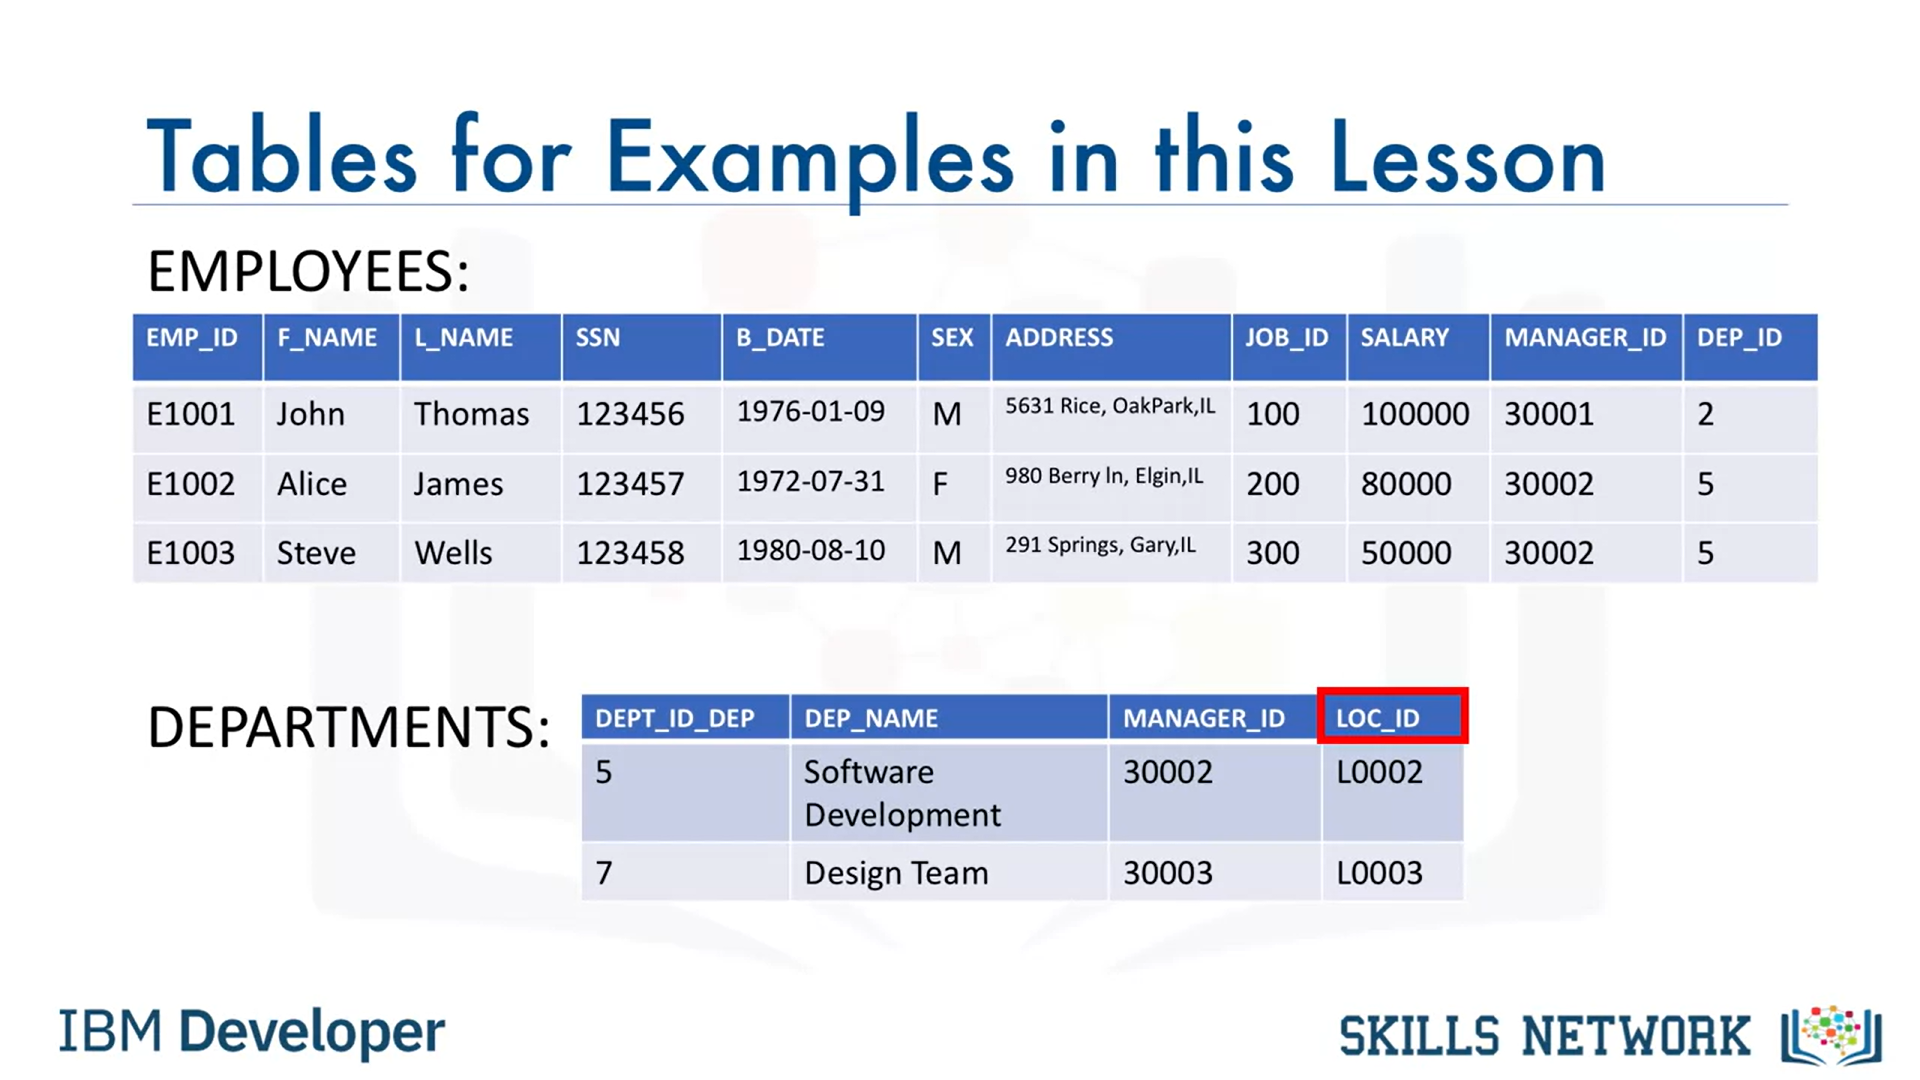 Tables for Examples in this Lesson
EMPLOYEES:
EMP_ID F_NAME L_NAME SSN B_DATE SEX ADDRESS JOB_ID SALARY MANAGER_ID DEP_ID
E1001 John Thomas 123456 1976-01-09 M 5631 Rice, OakPark,IL 100 100000 30001 2
E1002 Alice James 123457 1972-07-31 F 980 Berry ln, Elgin,IL 200 80000 30002 5
E1003 Steve Wells 123458 1980-08-10 M 291 Springs, Gary,IL 300 50000 30002 5
DEPARTMENTS:
DEPT_ID_DEP DEP_NAME MANAGER_ID LOC_ID
5 Software Development 30002 L0002
7 Design Team 30003 L0003
IBM Developer
SKILLS NETWORK